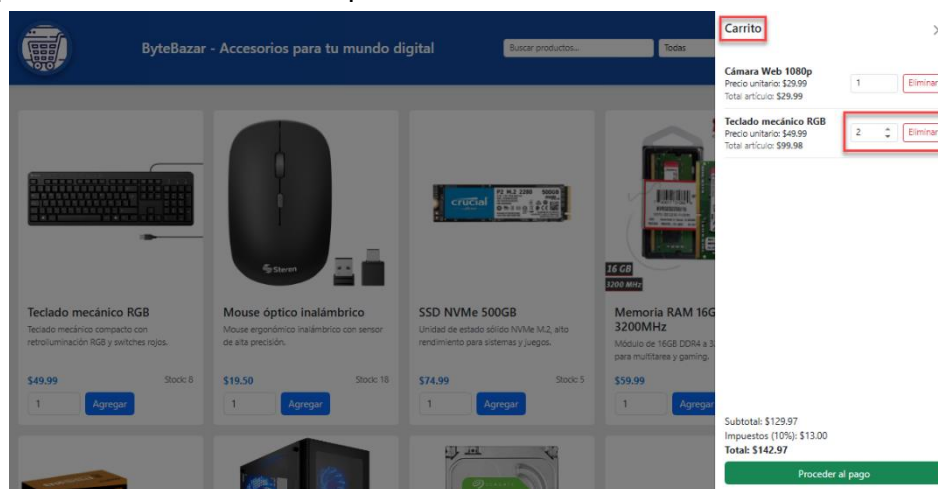 ByteBazar - Accesorios para tu mundo digital
Buscar productos...
Todas
Carrito
Cámara Web 1080p
Precio unitario: $29.99
Total artículo: $29.99
1
Eliminar
Teclado mecánico RGB
Precio unitario: $49.99
Total artículo: $99.98
2
Eliminar
crucial
P2 M.2 2280 500GB
Steren
16 GB
3200 MHz
Teclado mecánico RGB
Teclado mecánico compacto con
retroiluminación RGB y switches rojos.
$49.99
Stock: 8
1
Agregar
Mouse óptico inalámbrico
Mouse ergonómico inalámbrico con sensor
de alta precisión.
$19.50
Stock: 18
1
Agregar
SSD NVMe 500GB
Unidad de estado sólido NVMe M.2, alto
rendimiento para sistemas y juegos.
$74.99
Stock: 5
1
Agregar
Memoria RAM 16G
3200MHz
Módulo de 16GB DDR4 a 3
para multitarea y gaming.
$59.99
1
Agregar
Subtotal: $129.97
Impuestos (10%): $13.00
Total: $142.97
Proceder al pago